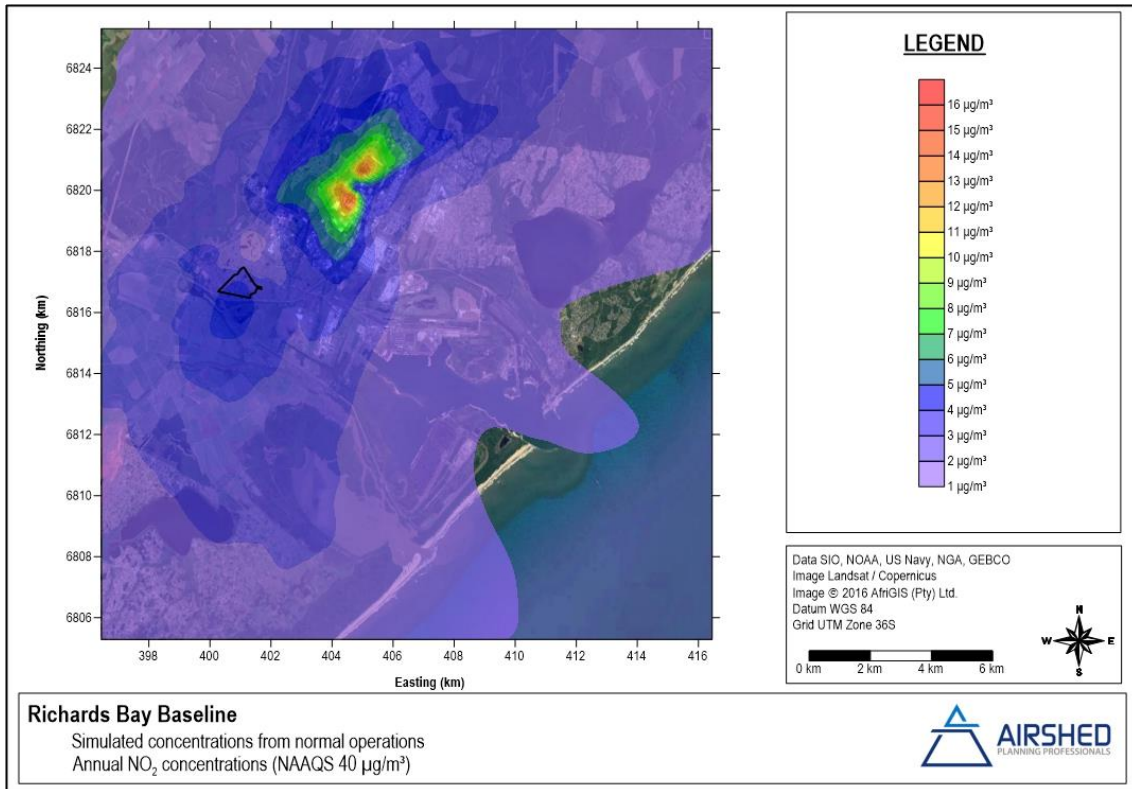 6824
6822
6820
6818
6816
6814
6812
6810
6808
6806
Northing (km)
398 400 402 404 406 408 410 412 414 416
Easting (km)
LEGEND
16 µg/m³
15 µg/m³
14 µg/m³
13 µg/m³
12 µg/m³
11 µg/m³
10 µg/m³
9 µg/m³
8 µg/m³
7 µg/m³
6 µg/m³
5 µg/m³
4 µg/m³
3 µg/m³
2 µg/m³
1 µg/m³
Data SIO, NOAA, US Navy, NGA, GEBCO
Image Landsat / Copernicus
Image © 2016 AfriGIS (Pty) Ltd.
Datum WGS 84
Grid UTM Zone 36S
0 km 2 km 4 km 6 km
N
W E
S
Richards Bay Baseline
Simulated concentrations from normal operations
Annual NO₂ concentrations (NAAQS 40 µg/m³)
AIRSHED
PLANNING PROFESSIONALS